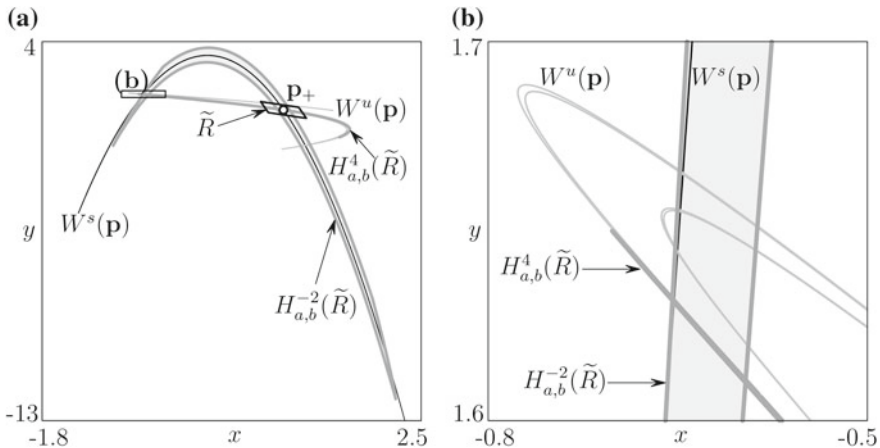 (a)
4
(b)
p₊
W^u(p)
R̃
H^4_{a,b}(R̃)
W^s(p)
y
H^{-2}_{a,b}(R̃)
-13
-1.8
x
2.5
(b)
1.7
W^u(p)
W^s(p)
y
H^4_{a,b}(R̃)
H^{-2}_{a,b}(R̃)
1.6
-0.8
x
-0.5